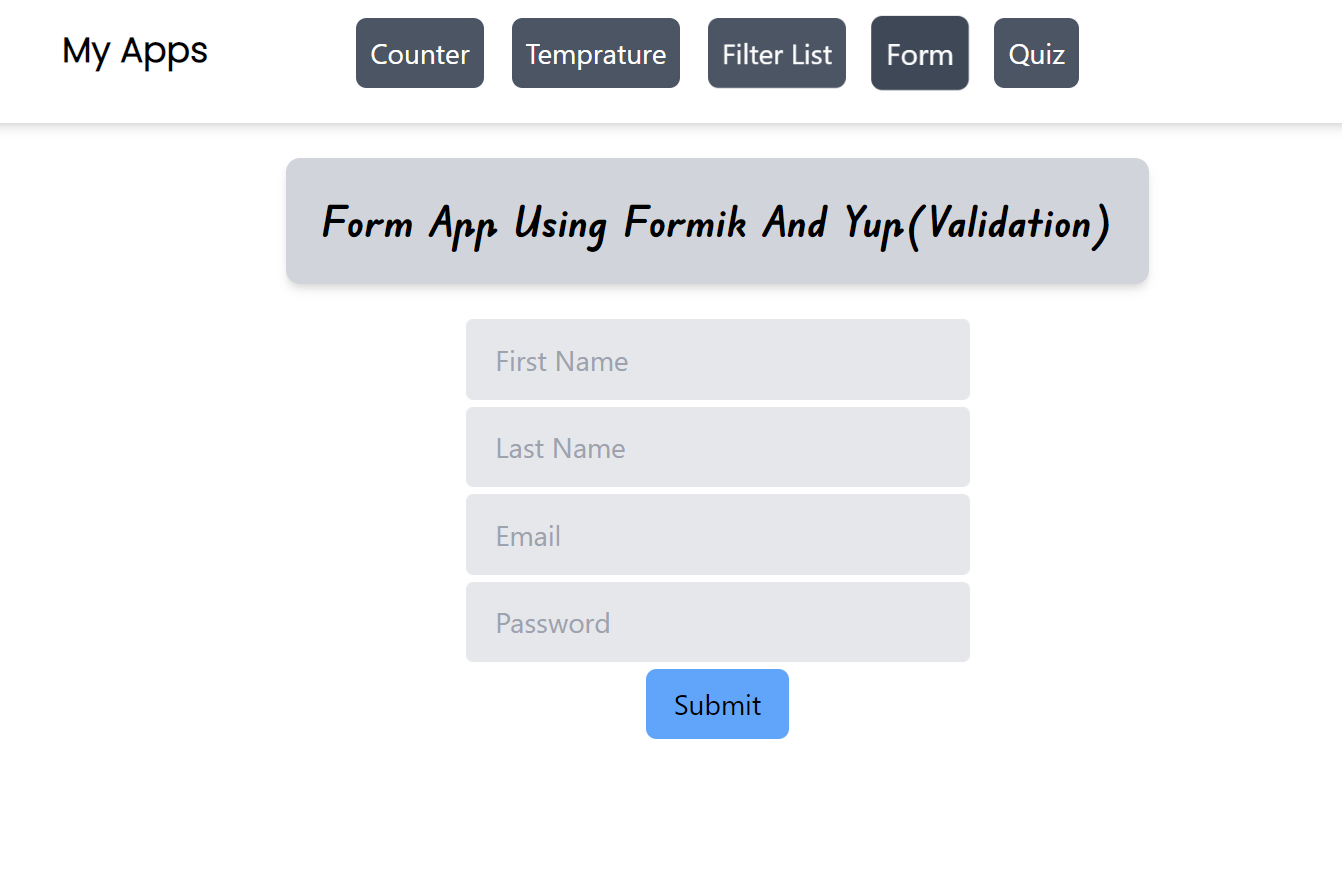 My Apps Counter Temprature Filter List Form Quiz
Form App Using Formik And Yup(Validation)
First Name
Last Name
Email
Password
Submit